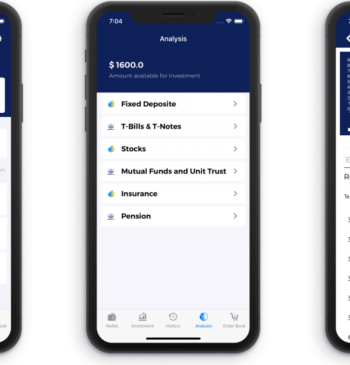 7:04
Analysis
$ 1600.0
Amount available for Investment
Fixed Deposite
T-Bills & T-Notes
Stocks
Mutual Funds and Unit Trust
Insurance
Pension
Wallet
Investment
History
Analysis
Order Book